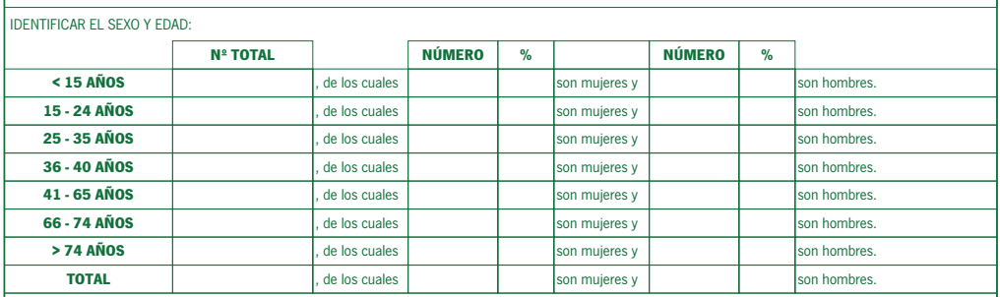 IDENTIFICAR EL SEXO Y EDAD:
Nº TOTAL NÚMERO % NÚMERO %
< 15 AÑOS , de los cuales son mujeres y son hombres.
15 - 24 AÑOS , de los cuales son mujeres y son hombres.
25 - 35 AÑOS , de los cuales son mujeres y son hombres.
36 - 40 AÑOS , de los cuales son mujeres y son hombres.
41 - 65 AÑOS , de los cuales son mujeres y son hombres.
66 - 74 AÑOS , de los cuales son mujeres y son hombres.
> 74 AÑOS , de los cuales son mujeres y son hombres.
TOTAL , de los cuales son mujeres y son hombres.